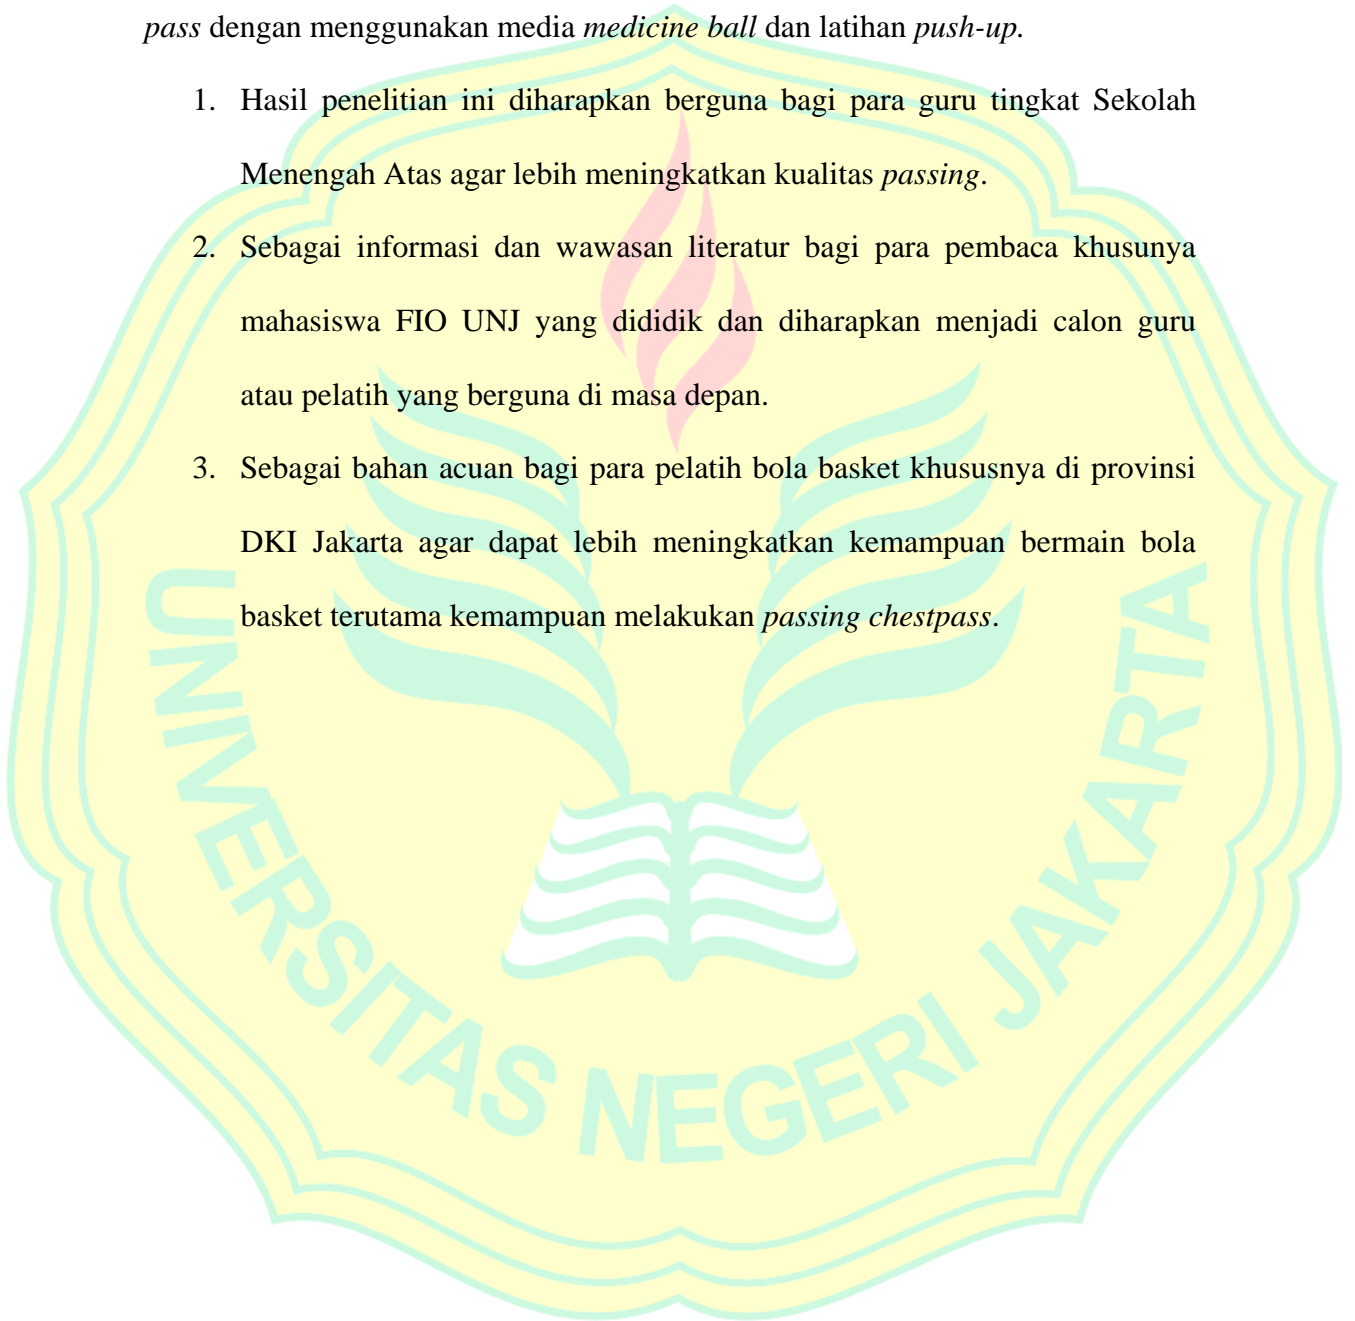 pass dengan menggunakan media medicine ball dan latihan push-up.
1. Hasil penelitian ini diharapkan berguna bagi para guru tingkat Sekolah
Menengah Atas agar lebih meningkatkan kualitas passing.
2. Sebagai informasi dan wawasan literatur bagi para pembaca khusunya
mahasiswa FIO UNJ yang dididik dan diharapkan menjadi calon guru
atau pelatih yang berguna di masa depan.
3. Sebagai bahan acuan bagi para pelatih bola basket khususnya di provinsi
DKI Jakarta agar dapat lebih meningkatkan kemampuan bermain bola
basket terutama kemampuan melakukan passing chestpass.
UNIVERSITAS NEGERI JAKARTA